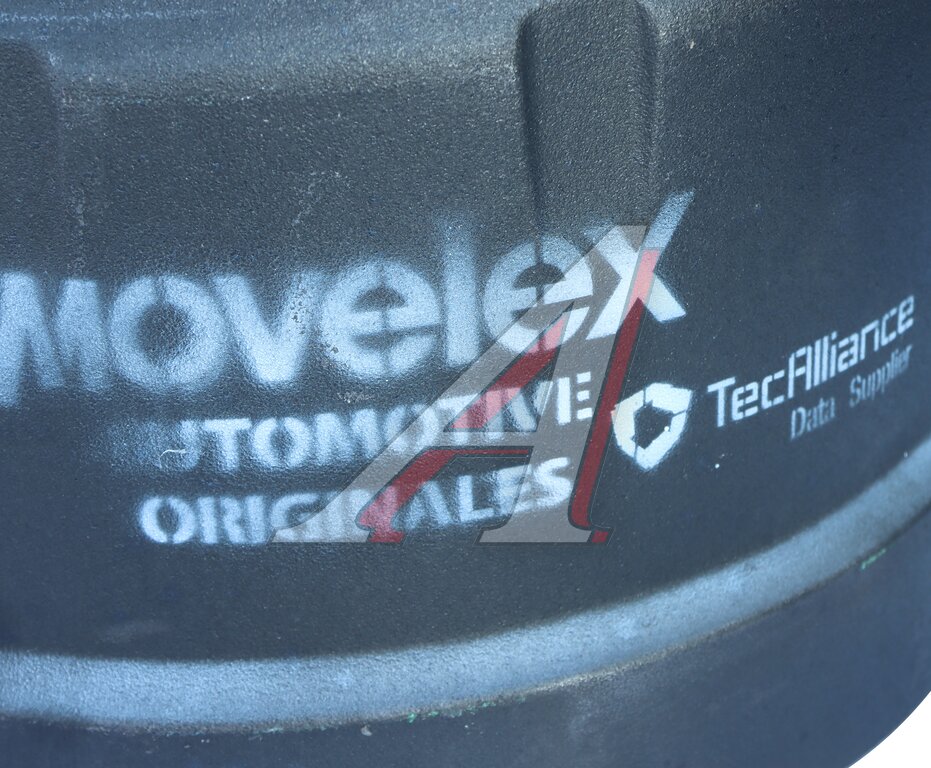 movelex
UTOMOTIVE
ORIGINALES
TecAlliance
Data Supplier